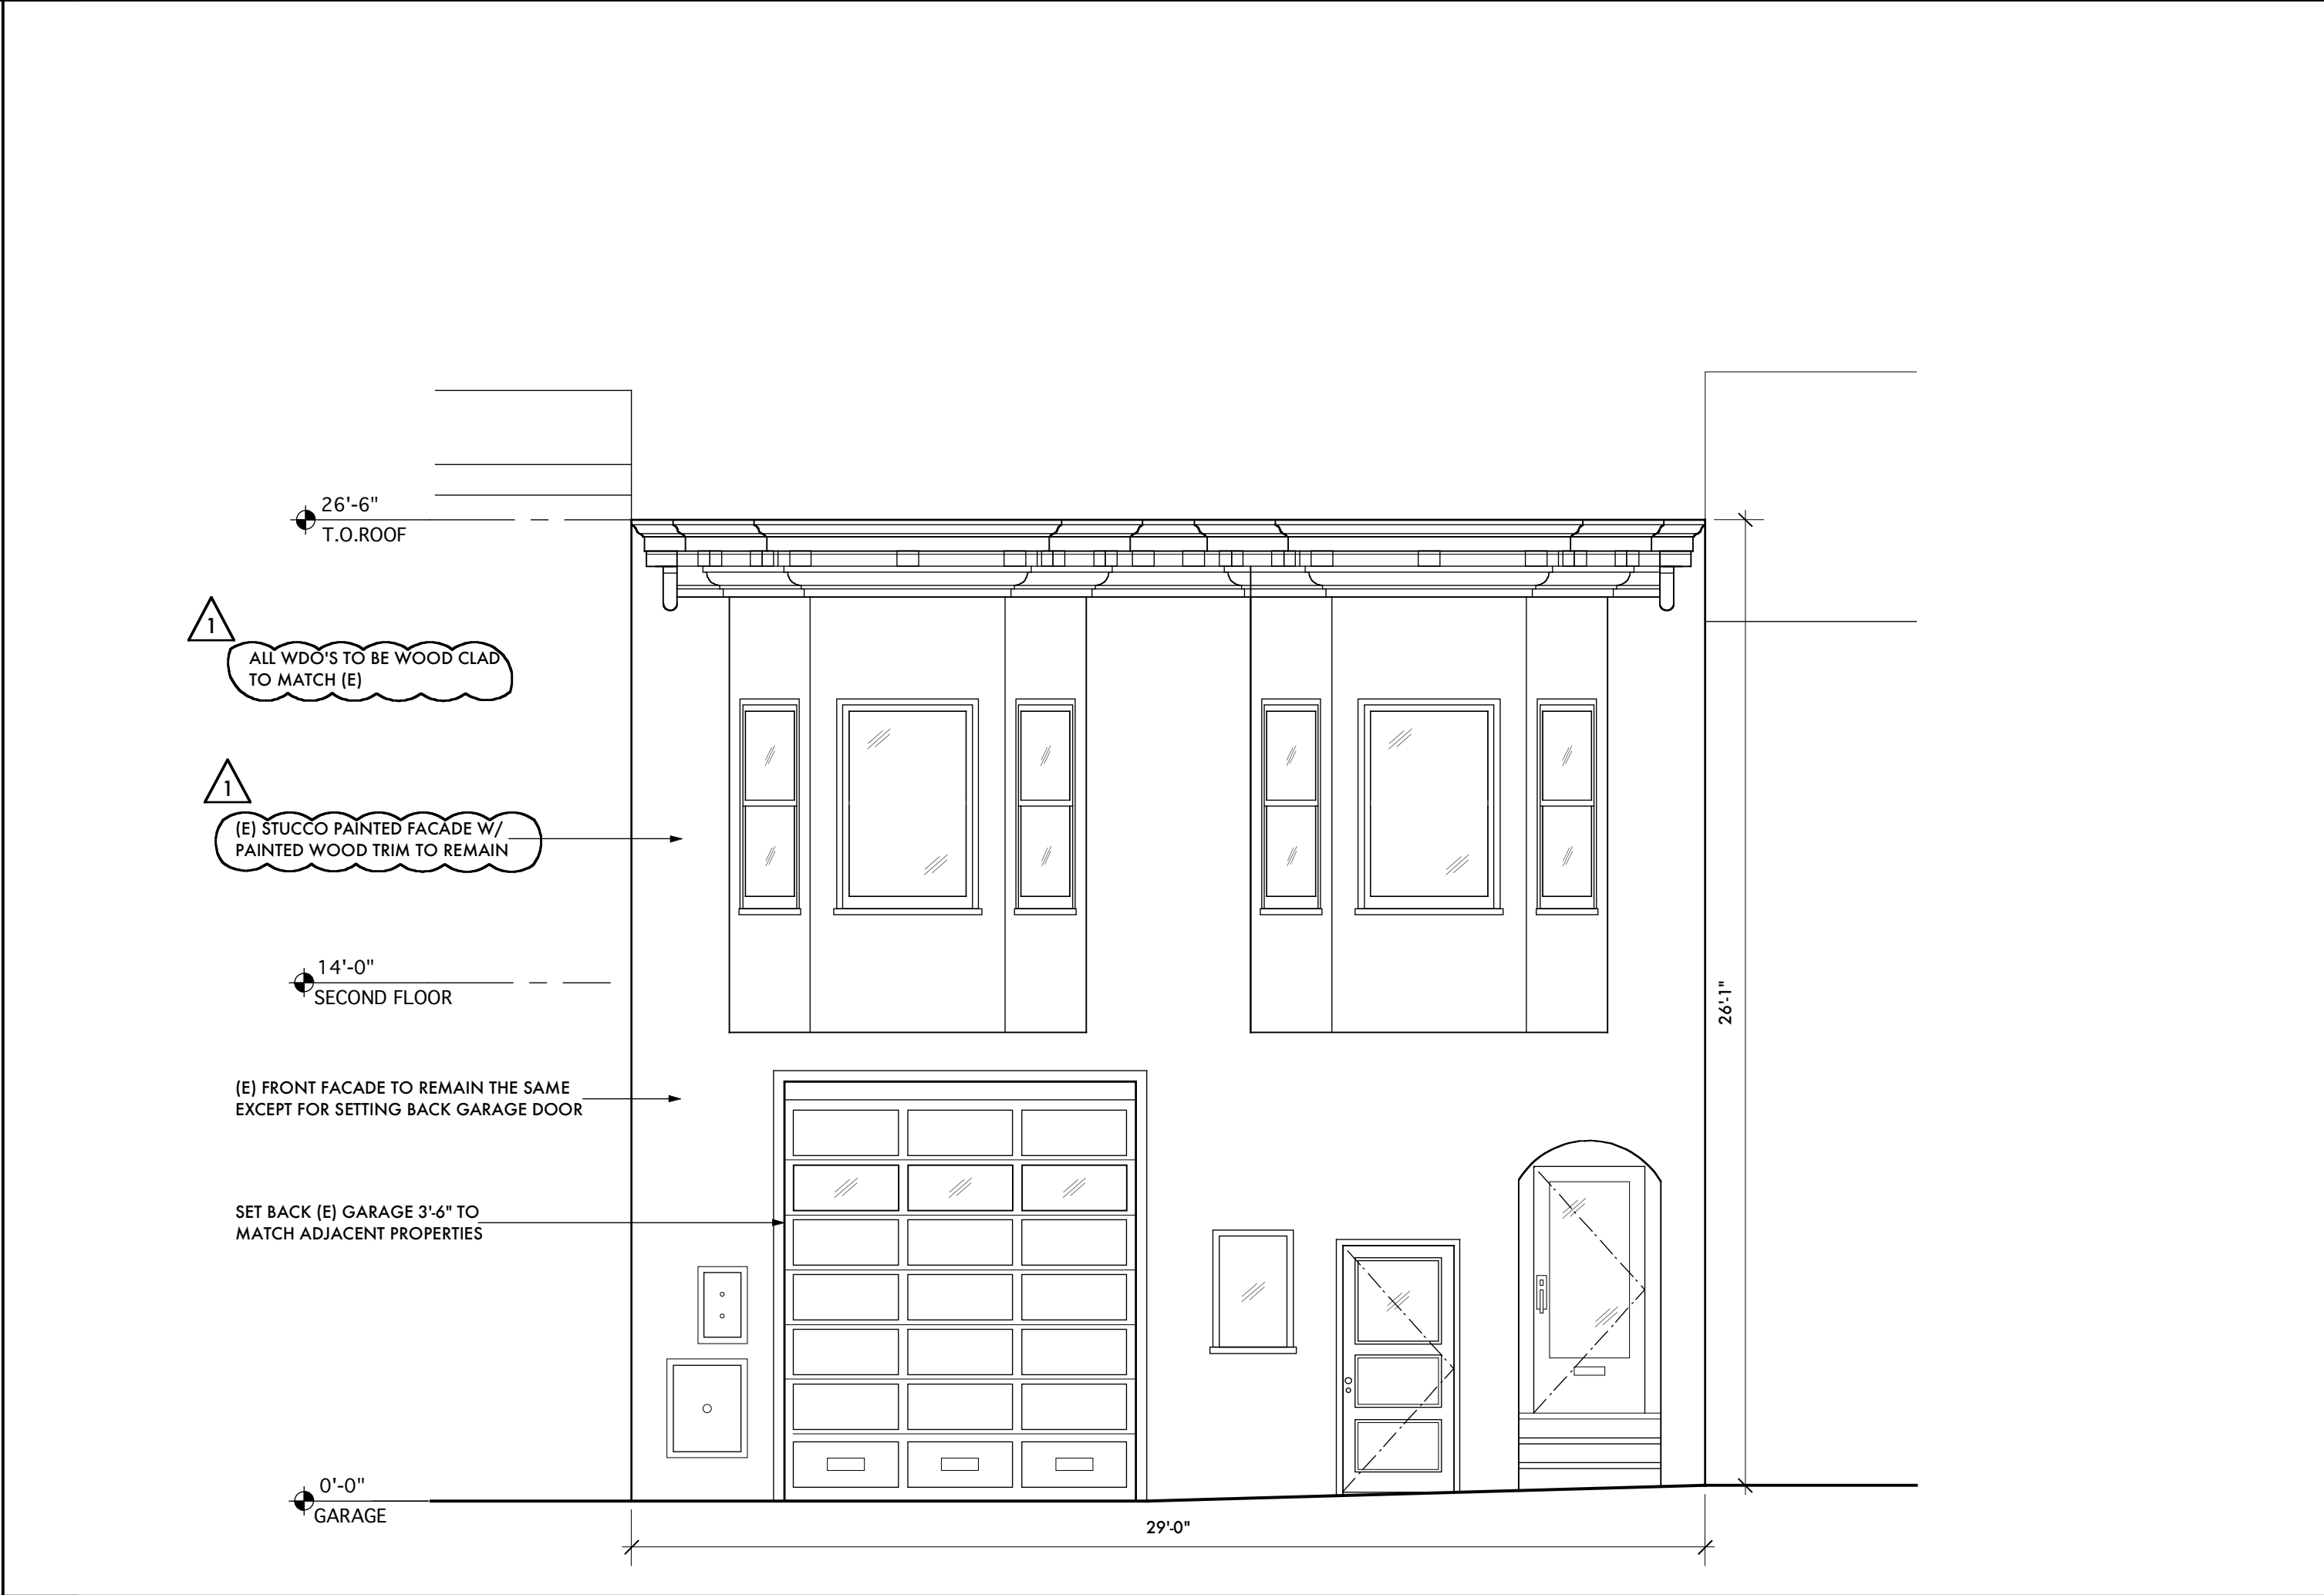 26'-6"
T.O.ROOF
1
ALL WDO'S TO BE WOOD CLAD
TO MATCH (E)
1
(E) STUCCO PAINTED FACADE W/
PAINTED WOOD TRIM TO REMAIN
14'-0"
SECOND FLOOR
26'-1"
(E) FRONT FACADE TO REMAIN THE SAME
EXCEPT FOR SETTING BACK GARAGE DOOR
SET BACK (E) GARAGE 3'-6" TO
MATCH ADJACENT PROPERTIES
0'-0"
GARAGE
29'-0"